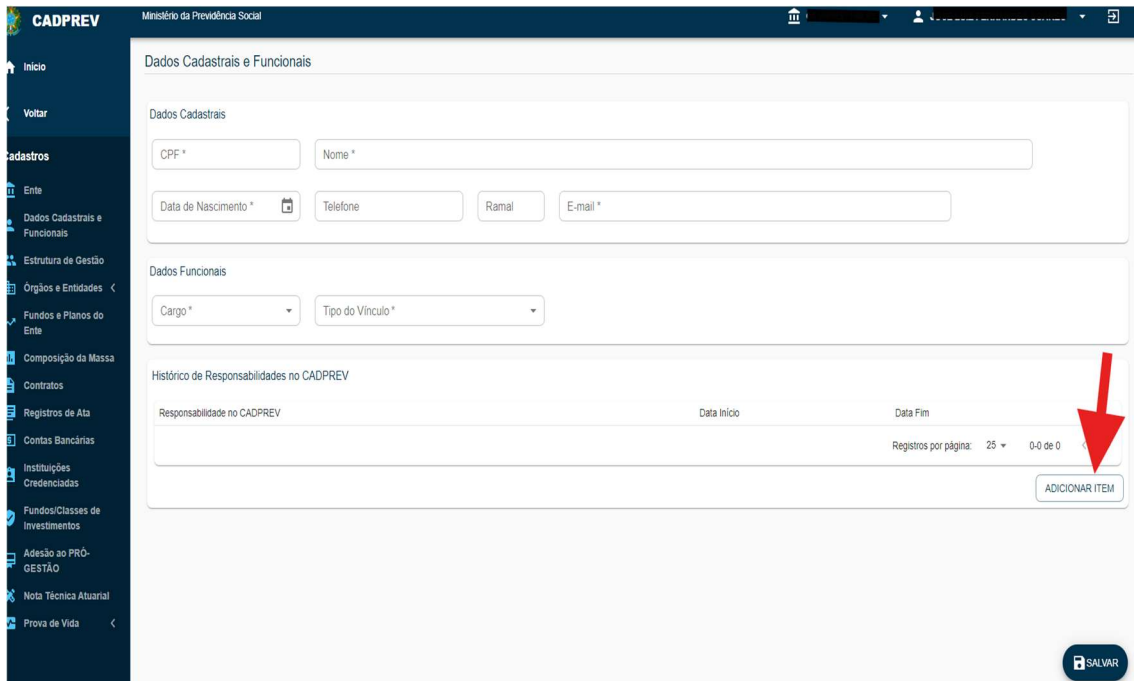 CADPREV
Ministério da Previdência Social
Início
Voltar
Cadastros
Ente
Dados Cadastrais e
Funcionais
Estrutura de Gestão
Órgãos e Entidades
Fundos e Planos do
Ente
Composição da Massa
Contratos
Registros de Ata
Contas Bancárias
Instituições
Credenciadas
Fundos/Classes de
Investimentos
Adesão ao PRÓ-
GESTÃO
Nota Técnica Atuarial
Prova de Vida
Dados Cadastrais e Funcionais
Dados Cadastrais
CPF * Nome *
Data de Nascimento * Telefone Ramal E-mail *
Dados Funcionais
Cargo * Tipo do Vínculo *
Histórico de Responsabilidades no CADPREV
Responsabilidade no CADPREV Data Início Data Fim
Registros por página: 25 0-0 de 0
ADICIONAR ITEM
SALVAR